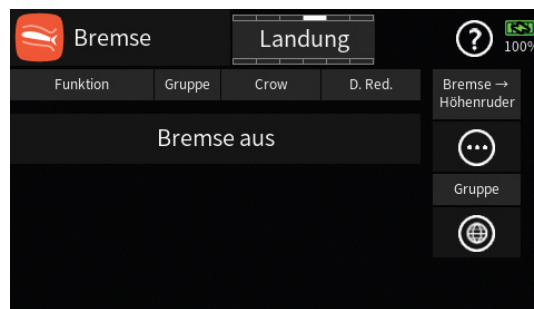 Bremse
Landung
?
100%
Funktion Gruppe Crow D. Red.
Bremse →
Höhenruder
Bremse aus
Gruppe